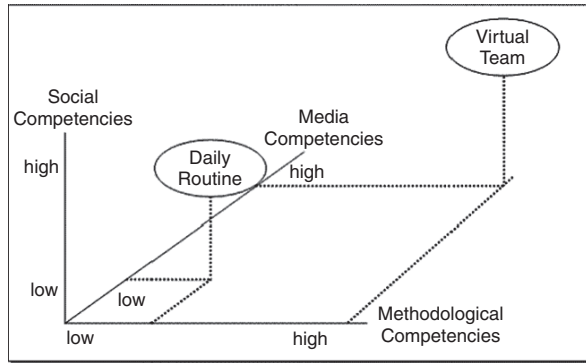 Virtual
Team
Social
Competencies
Media
Competencies
high
Daily
Routine
high
low
low
low
high
Methodological
Competencies